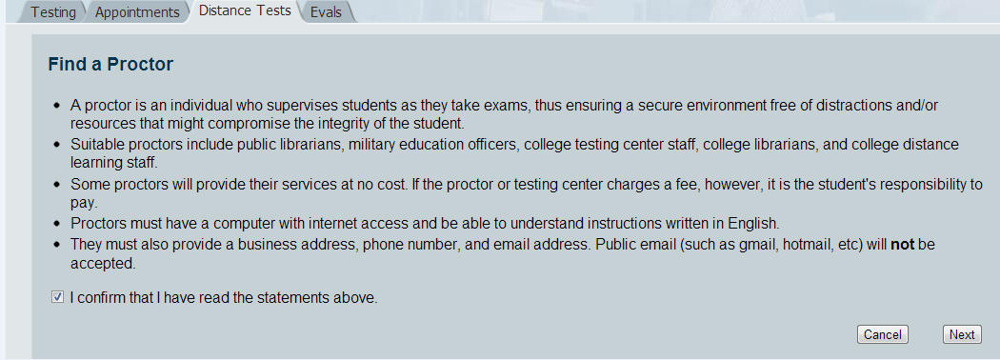 Testing Appointments Distance Tests Evals
Find a Proctor
• A proctor is an individual who supervises students as they take exams, thus ensuring a secure environment free of distractions and/or
resources that might compromise the integrity of the student.
• Suitable proctors include public librarians, military education officers, college testing center staff, college librarians, and college distance
learning staff.
• Some proctors will provide their services at no cost. If the proctor or testing center charges a fee, however, it is the student's responsibility to
pay.
• Proctors must have a computer with internet access and be able to understand instructions written in English.
• They must also provide a business address, phone number, and email address. Public email (such as gmail, hotmail, etc) will not be
accepted.
I confirm that I have read the statements above.
Cancel Next